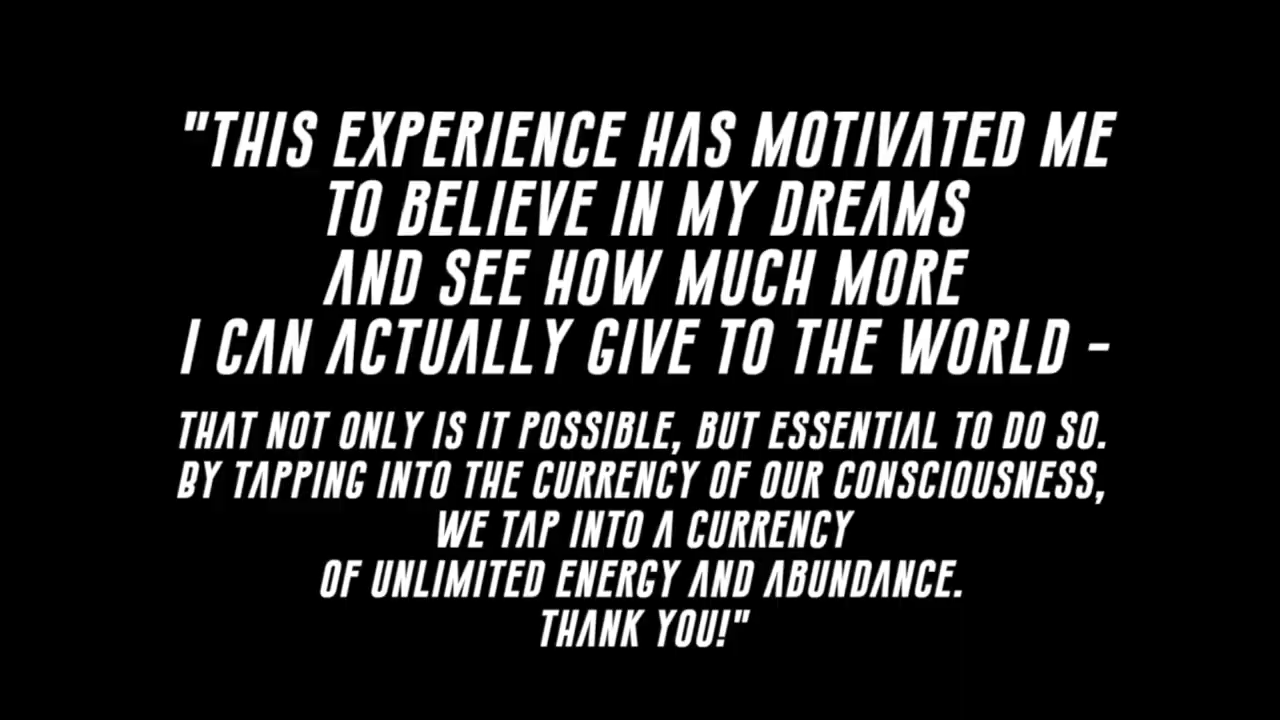 "THIS EXPERIENCE HAS MOTIVATED ME
TO BELIEVE IN MY DREAMS
AND SEE HOW MUCH MORE
I CAN ACTUALLY GIVE TO THE WORLD -
THAT NOT ONLY IS IT POSSIBLE, BUT ESSENTIAL TO DO SO.
BY TAPPING INTO THE CURRENCY OF OUR CONSCIOUSNESS,
WE TAP INTO A CURRENCY
OF UNLIMITED ENERGY AND ABUNDANCE.
THANK YOU!"